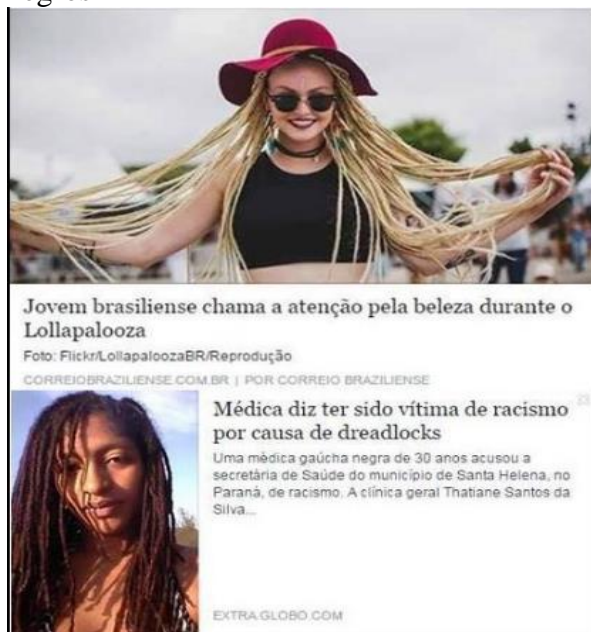 Jovem brasiliense chama a atenção pela beleza durante o
Lollapalooza
Foto: Flickr/LollapaloozaBR/Reprodução
CORREIOBRAZILIENSE.COM.BR | POR CORREIO BRAZILIENSE
Médica diz ter sido vítima de racismo
por causa de dreadlocks
Uma médica gaúcha negra de 30 anos acusou a
secretária de Saúde do município de Santa Helena, no
Paraná, de racismo. A clínica geral Thatiane Santos da
Silva...
EXTRA.GLOBO.COM